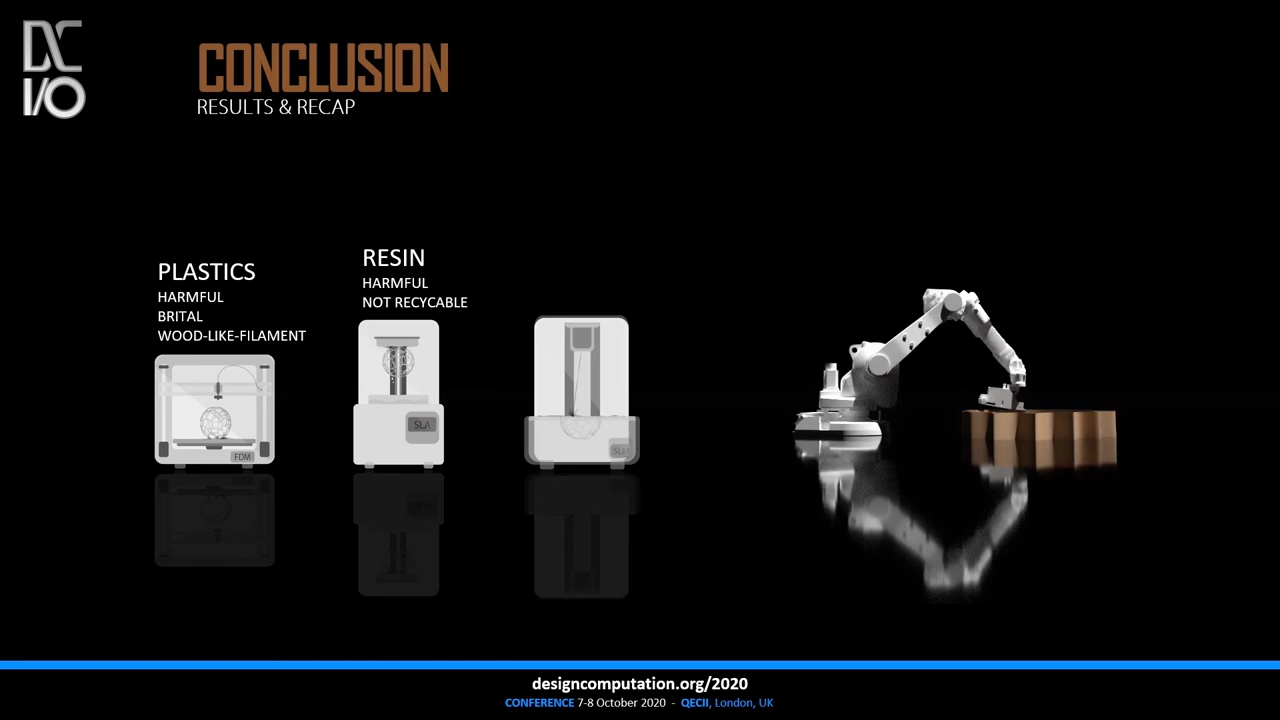 DC
I/O
CONCLUSION
RESULTS & RECAP
PLASTICS
HARMFUL
BRITAL
WOOD-LIKE-FILAMENT
RESIN
HARMFUL
NOT RECYCABLE
FDM
SLA
designcomputation.org/2020
CONFERENCE 7-8 October 2020 - QECII, London, UK